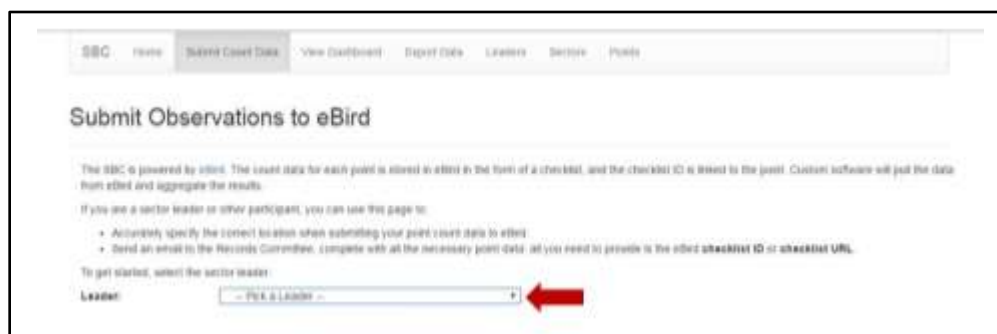 SBC Home Submit Count Data View Dashboard Export Data Leaders Sectors Points
Submit Observations to eBird
The SBC is powered by eBird. The count data for each point is stored in eBird in the form of a checklist, and the checklist ID is linked to the point. Custom software will pull the data
from eBird and aggregate the results.
If you are a sector leader or other participant, you can use this page to:
• Accurately specify the correct location when submitting your point count data to eBird
• Send an email to the Records Committee, complete with all the necessary point data: all you need to provide is the eBird checklist ID or checklist URL.
To get started, select the sector leader:
Leader: -- Pick a Leader --